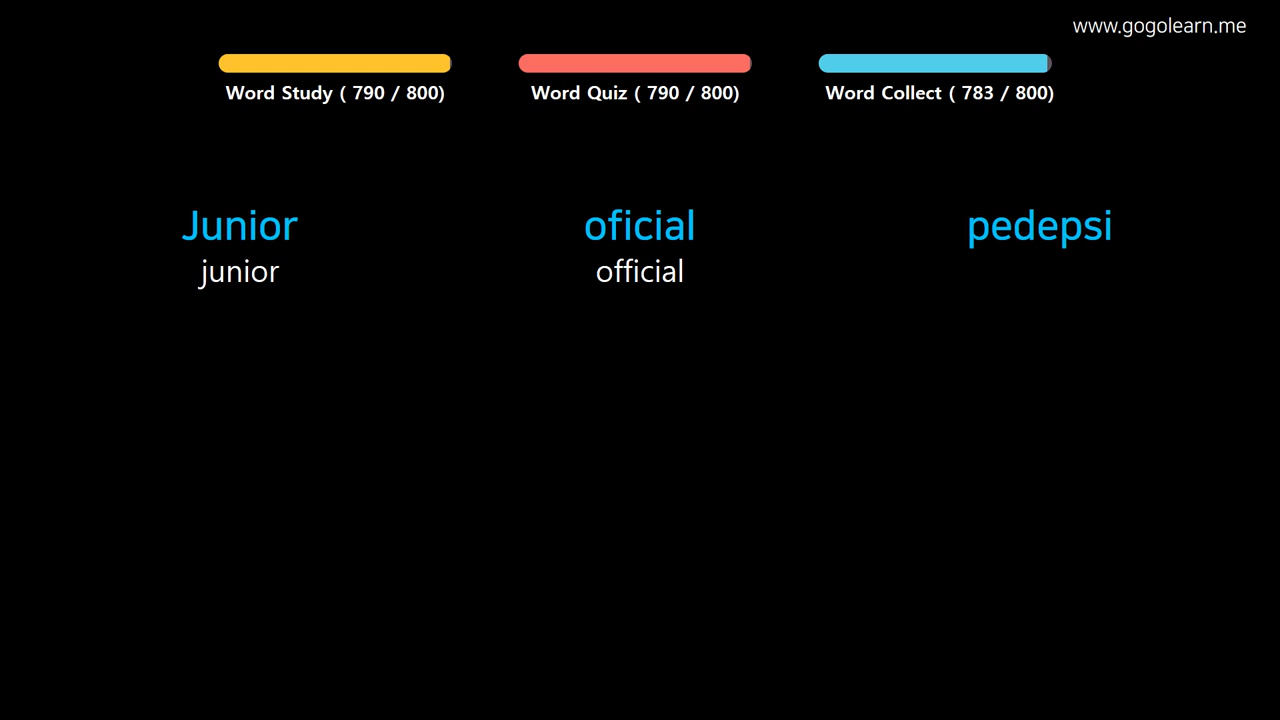 www.gogolearn.me
Word Study ( 790 / 800)
Word Quiz ( 790 / 800)
Word Collect ( 783 / 800)
Junior
junior
oficial
official
pedepsi